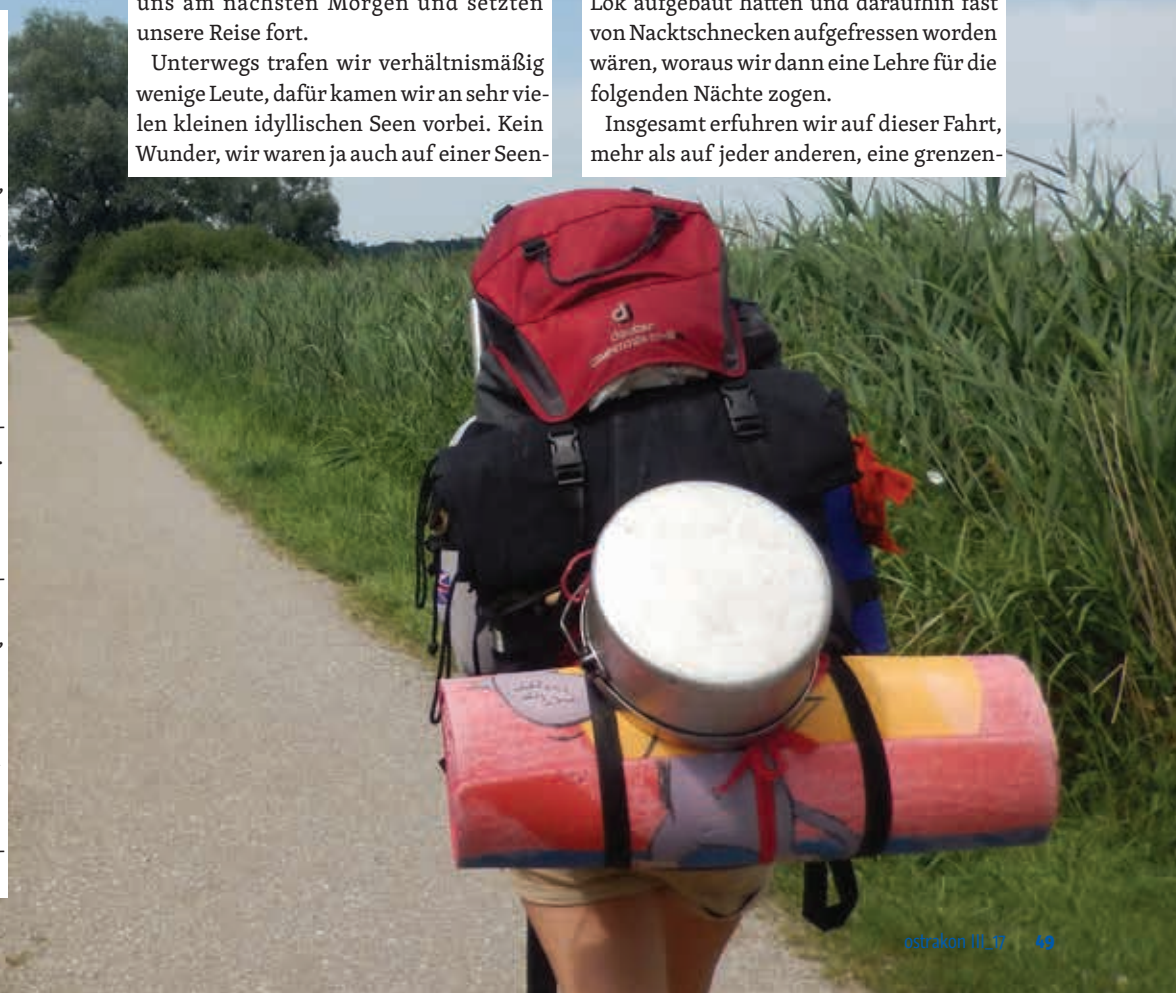 uns am nächsten Morgen und setzten
unsere Reise fort.
Unterwegs trafen wir verhältnismäßig
wenige Leute, dafür kamen wir an sehr vie-
len kleinen idyllischen Seen vorbei. Kein
Wunder, wir waren ja auch auf einer Seen-
Lok aufgebaut hatten und daraufhin fast
von Nacktschnecken aufgefressen worden
wären, woraus wir dann eine Lehre für die
folgenden Nächte zogen.
Insgesamt erfuhren wir auf dieser Fahrt,
mehr als auf jeder anderen, eine grenzen-
deuter
estrakon III_17 49